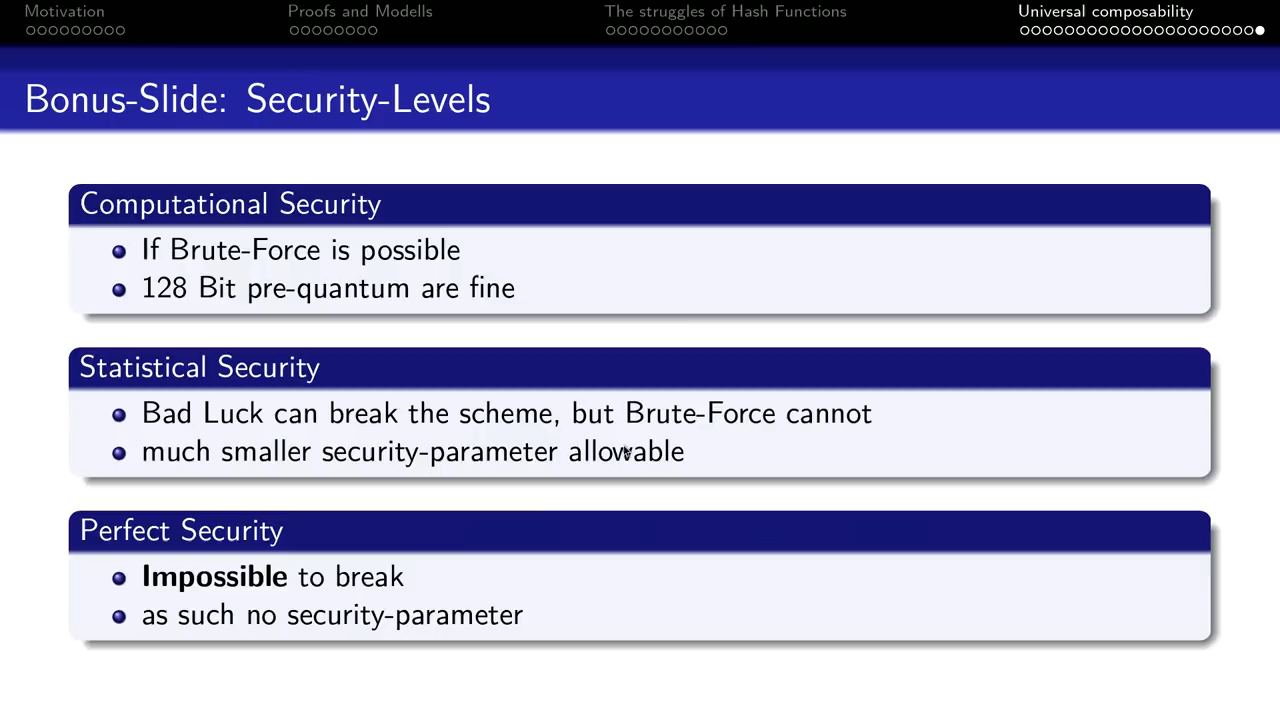 Motivation
Proofs and Modells
The struggles of Hash Functions
Universal composability
Bonus-Slide: Security-Levels
Computational Security
If Brute-Force is possible
128 Bit pre-quantum are fine
Statistical Security
Bad Luck can break the scheme, but Brute-Force cannot
much smaller security-parameter allowable
Perfect Security
Impossible to break
as such no security-parameter